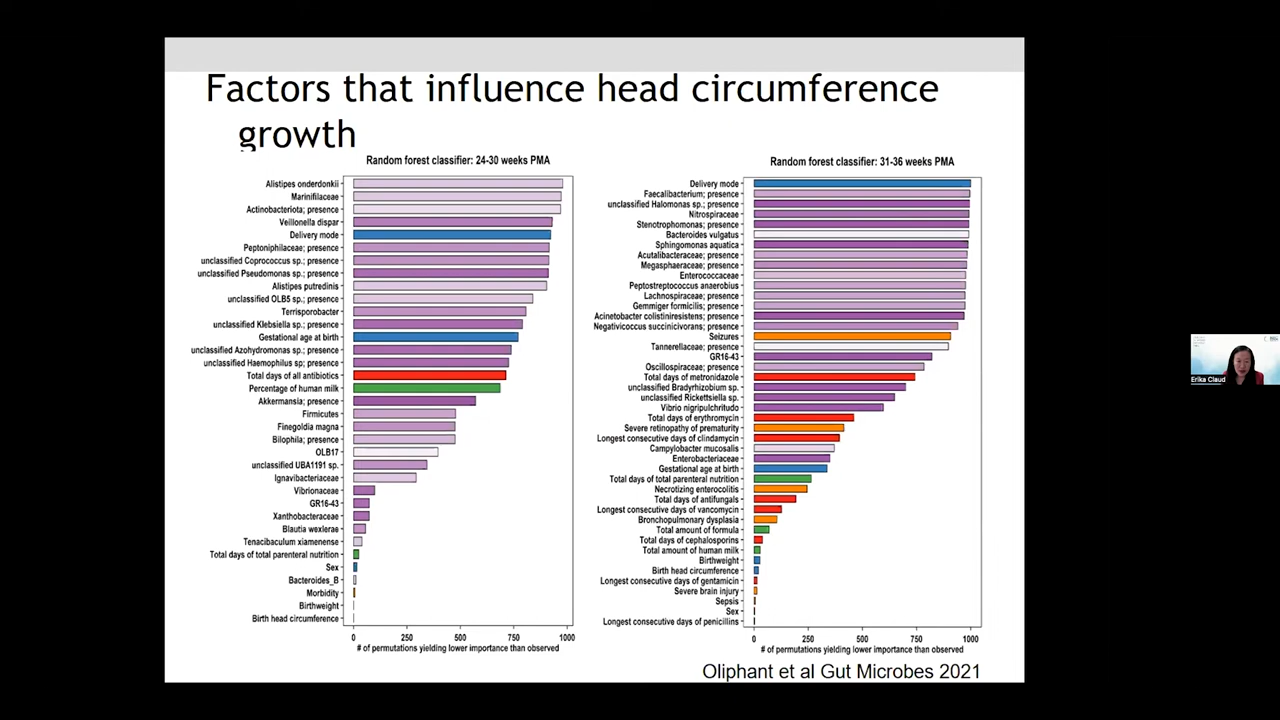 Factors that influence head circumference
growth
Random forest classifier: 24-30 weeks PMA
Alistipes onderdonkii
Marinifilaceae
Actinobacteriota; presence
Veillonella dispar
Delivery mode
Peptoniphilaceae; presence
unclassified Coprococcus sp.; presence
unclassified Pseudomonas sp.; presence
Alistipes putredinis
unclassified OLB5 sp.; presence
Terrisporobacter
unclassified Klebsiella sp.; presence
Gestational age at birth
unclassified Azohydromonas sp.; presence
unclassified Haemophilus sp; presence
Total days of all antibiotics
Percentage of human milk
Akkermansia; presence
Firmicutes
Finegoldia magna
Bilophila; presence
OLB17
unclassified UBA1191 sp.
Ignavibacteriaceae
Vibrionaceae
GR16-43
Xanthobacteraceae
Blautia wexlerae
Tenacibaculum xiamenense
Total days of total parenteral nutrition
Sex
Bacteroides_B
Morbidity
Birthweight
Birth head circumference
0 250 500 750 1000
# of permutations yielding lower importance than observed
Random forest classifier: 31-36 weeks PMA
Delivery mode
Faecalibacterium; presence
unclassified Halomonas sp.; presence
Nitrospiraceae
Stenotrophomonas; presence
Bacteroides vulgatus
Sphingomonas aquatica
Acutalibacteraceae; presence
Megasphaeraceae; presence
Enterococcaceae
Peptostreptococcus anaerobius
Lachnospiraceae; presence
Gemmiger formicilis; presence
Acinetobacter colistiniresistens; presence
Negativicoccus succinicivorans; presence
Seizures
Tannerellaceae; presence
GR16-43
Oscillospiraceae; presence
Total days of metronidazole
unclassified Bradyrhizobium sp.
unclassified Rickettsiella sp.
Vibrio nigripulchritudo
Total days of erythromycin
Severe retinopathy of prematurity
Longest consecutive days of clindamycin
Campylobacter mucosalis
Enterobacteriaceae
Gestational age at birth
Total days of total parenteral nutrition
Necrotizing enterocolitis
Total days of antifungals
Longest consecutive days of vancomycin
Bronchopulmonary dysplasia
Total amount of formula
Total days of cephalosporins
Total amount of human milk
Birthweight
Birth head circumference
Longest consecutive days of gentamicin
Severe brain injury
Sepsis
Sex
Longest consecutive days of penicillins
0 250 500 750 1000
# of permutations yielding lower importance than observed
Oliphant et al Gut Microbes 2021
Erika Claud